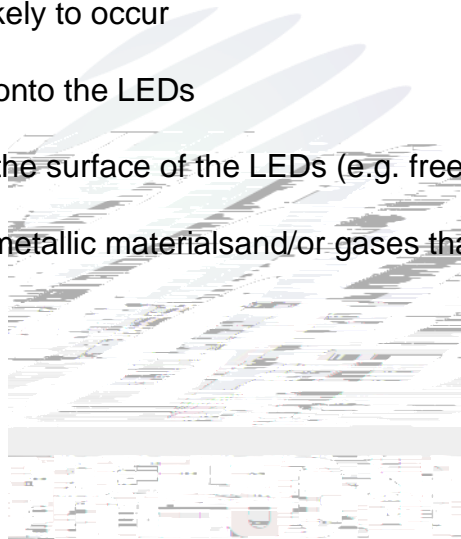 kely to occur
onto the LEDs
the surface of the LEDs (e.g. free
metallic materialsand/or gases tha